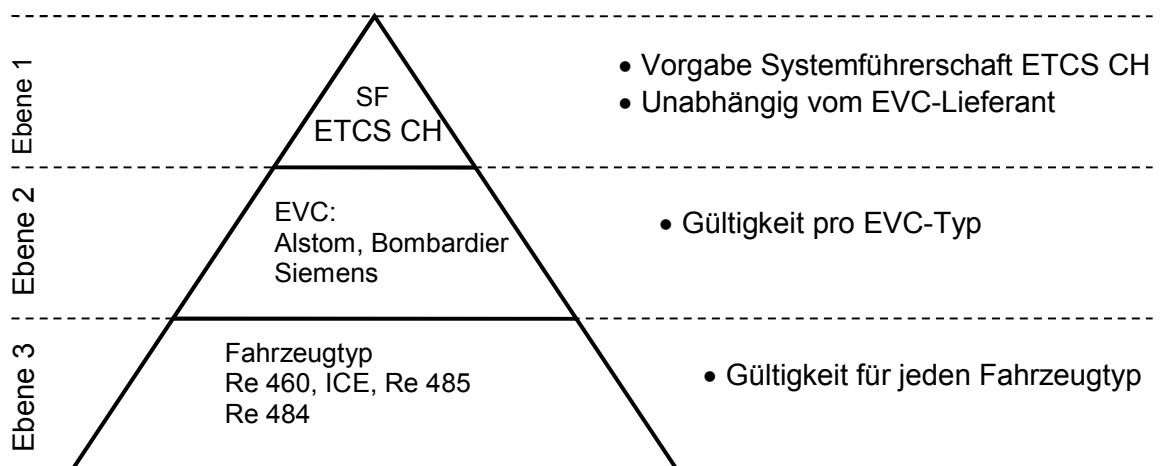 Ebene 1
SF
ETCS CH
• Vorgabe Systemführerschaft ETCS CH
• Unabhängig vom EVC-Lieferant
Ebene 2
EVC:
Alstom, Bombardier
Siemens
• Gültigkeit pro EVC-Typ
Ebene 3
Fahrzeugtyp
Re 460, ICE, Re 485
Re 484
• Gültigkeit für jeden Fahrzeugtyp